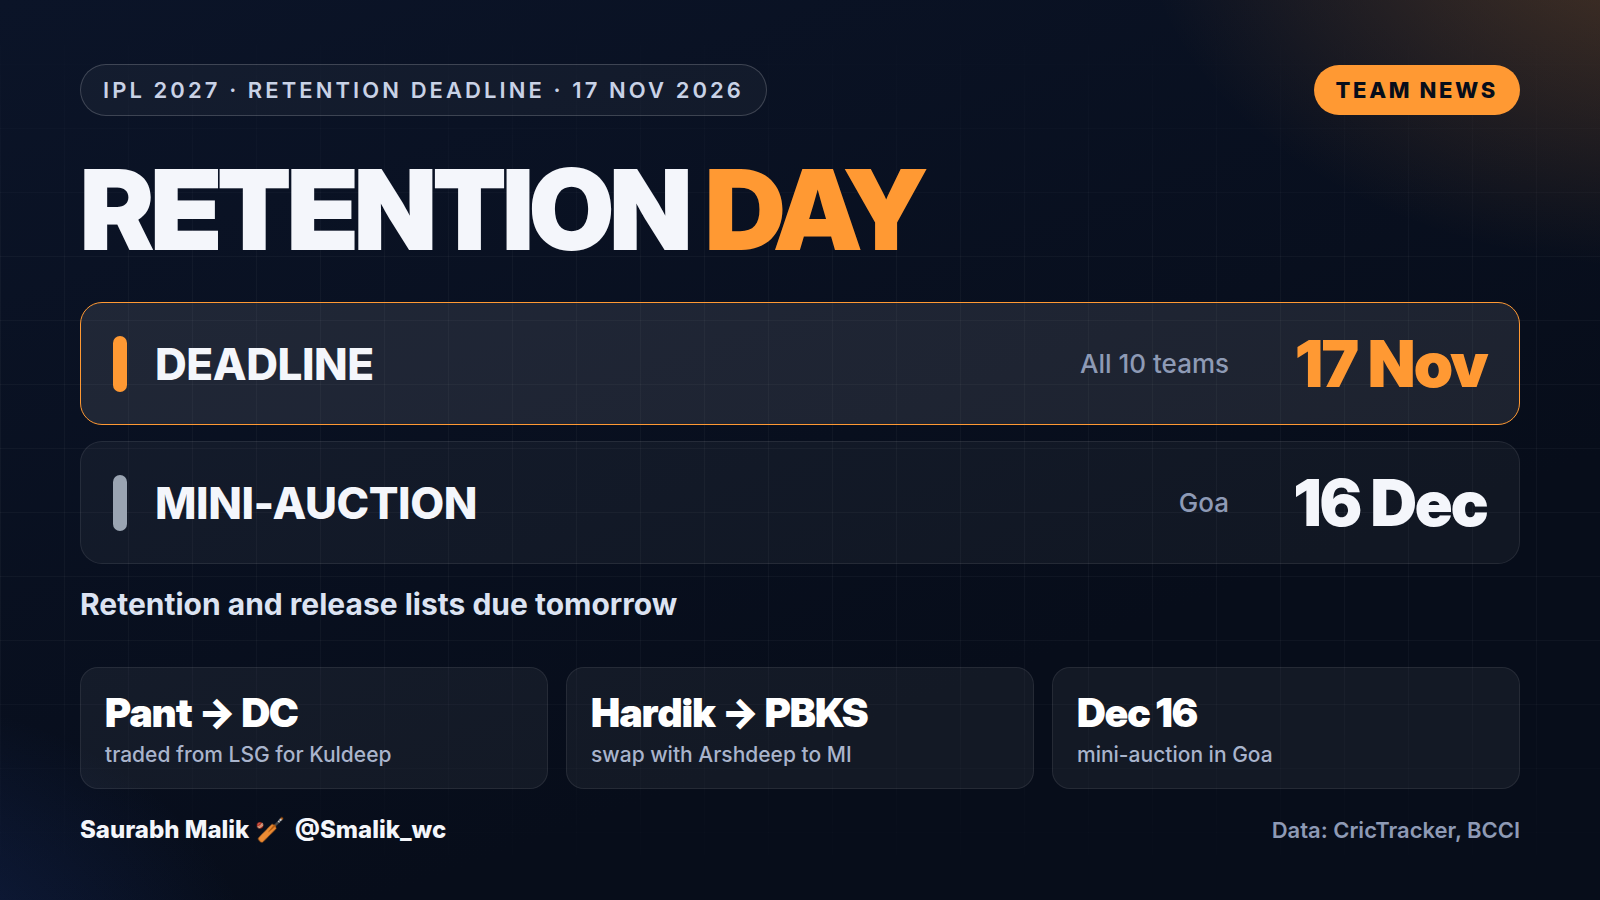 IPL 2027 · RETENTION DEADLINE · 17 NOV 2026
TEAM NEWS
RETENTION DAY
DEADLINE
All 10 teams
17 Nov
MINI-AUCTION
Goa
16 Dec
Retention and release lists due tomorrow
Pant → DC
traded from LSG for Kuldeep
Hardik → PBKS
swap with Arshdeep to MI
Dec 16
mini-auction in Goa
Saurabh Malik 🏏 @Smalik_wc
Data: CricTracker, BCCI